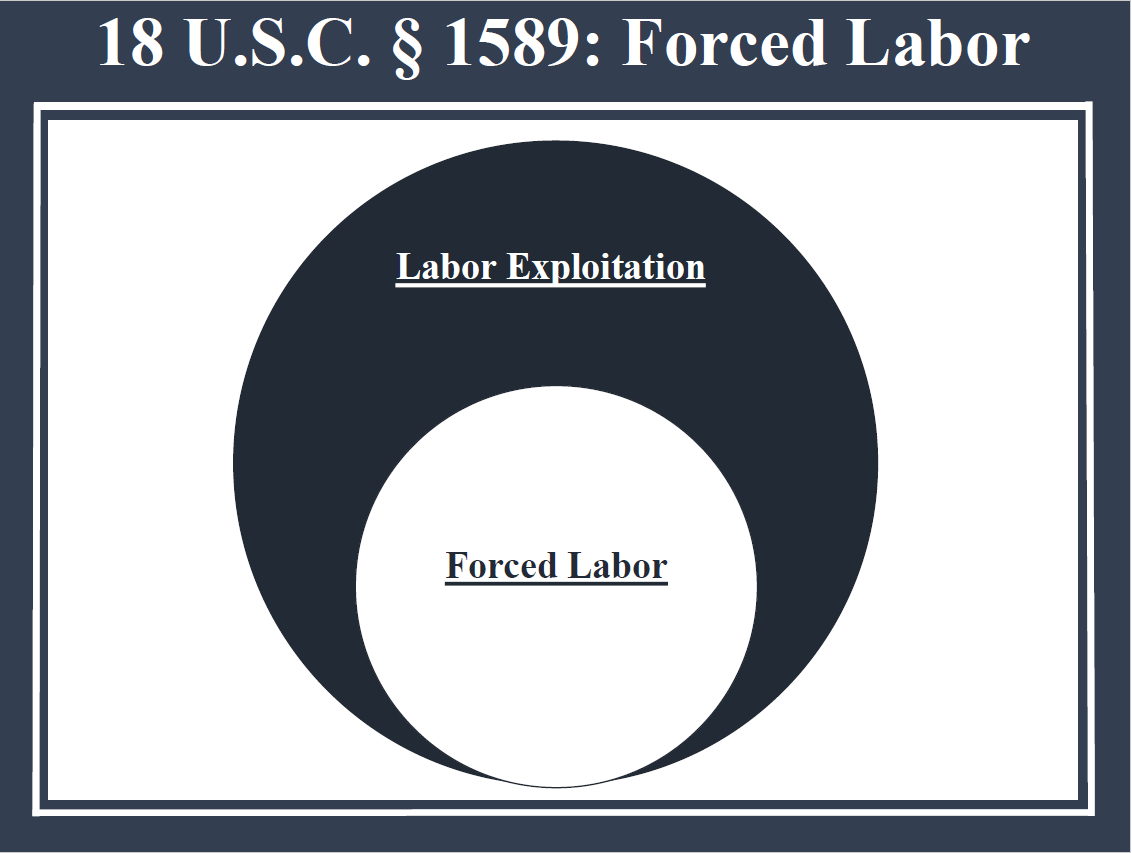 18 U.S.C. § 1589: Forced Labor
Labor Exploitation
Forced Labor